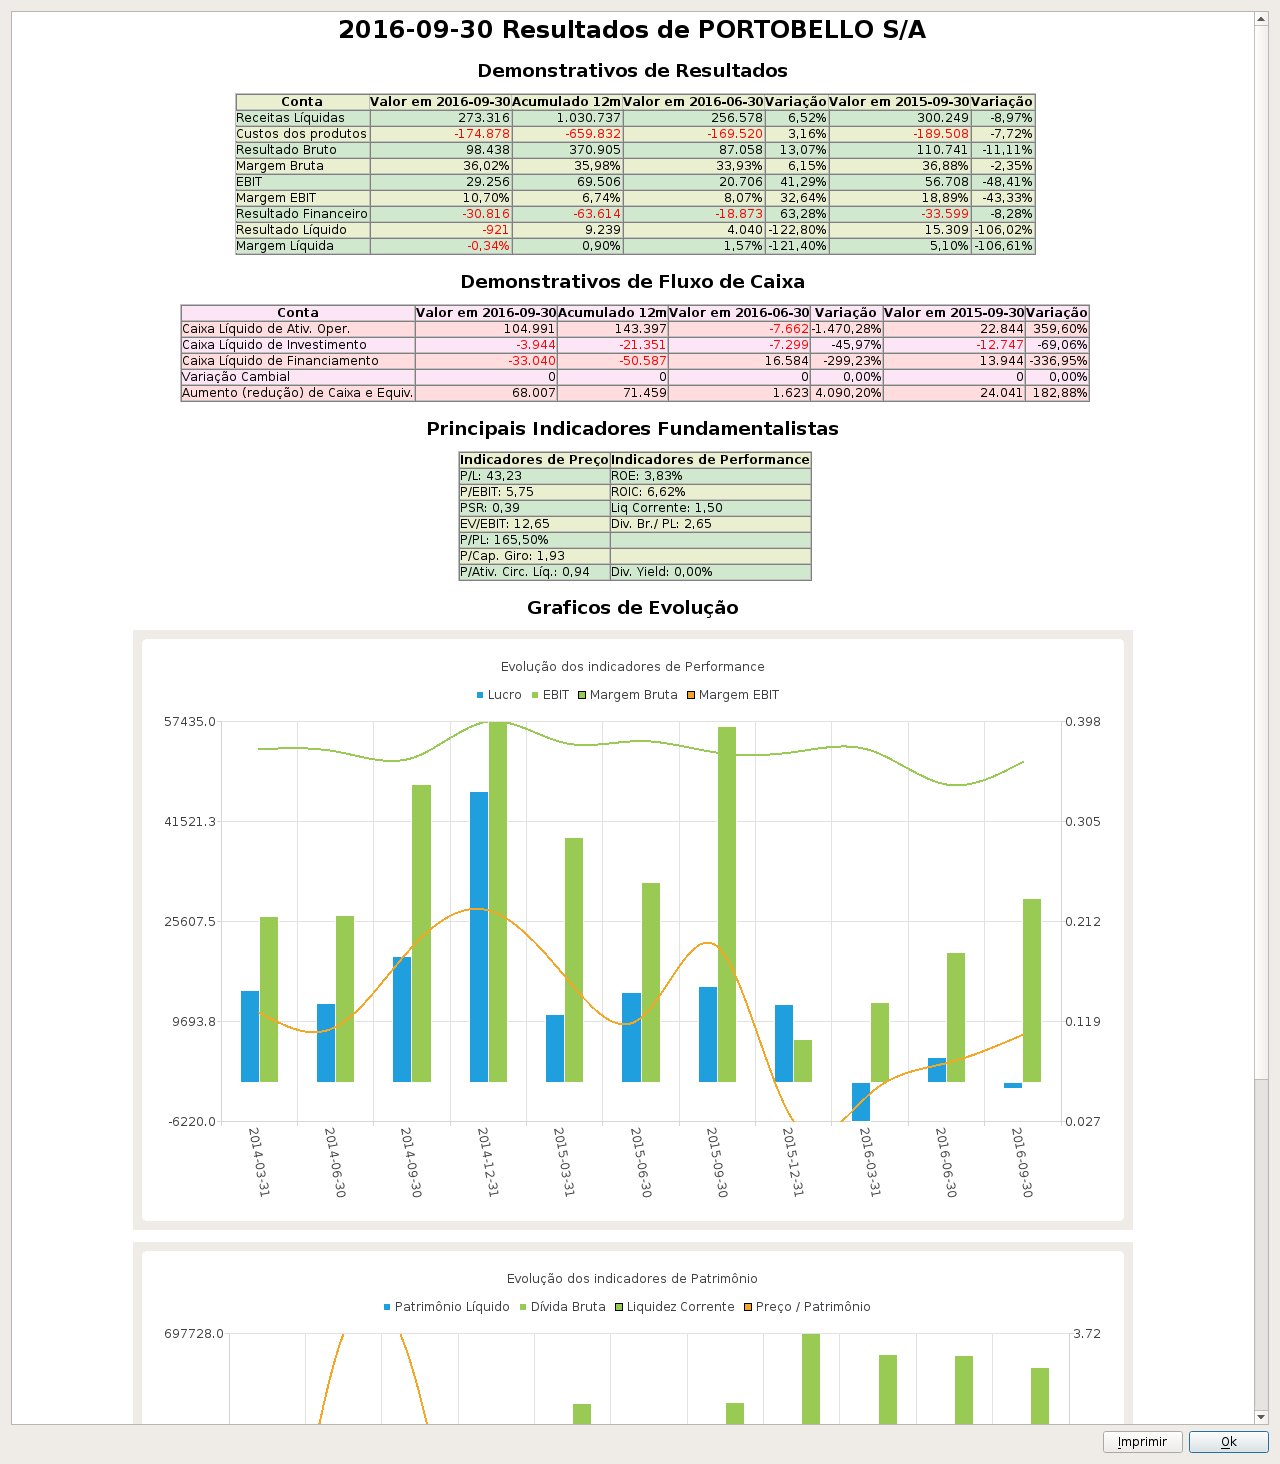 2016-09-30 Resultados de PORTOBELLO S/A
Demonstrativos de Resultados
Conta Valor em 2016-09-30 Acumulado 12m Valor em 2016-06-30 Variação Valor em 2015-09-30 Variação
Receitas Líquidas 273.316 1.030.737 256.578 6,52% 300.249 -8,97%
Custos dos produtos -174.878 -659.832 -169.520 3,16% -189.508 -7,72%
Resultado Bruto 98.438 370.905 87.058 13,07% 110.741 -11,11%
Margem Bruta 36,02% 35,98% 33,93% 6,15% 36,88% -2,35%
EBIT 29.256 69.506 20.706 41,29% 56.708 -48,41%
Margem EBIT 10,70% 6,74% 8,07% 32,64% 18,89% -43,33%
Resultado Financeiro -30.816 -63.614 -18.873 63,28% -33.599 -8,28%
Resultado Líquido -921 9.239 4.040 -122,80% 15.309 -106,02%
Margem Líquida -0,34% 0,90% 1,57% -121,40% 5,10% -106,61%
Demonstrativos de Fluxo de Caixa
Conta Valor em 2016-09-30 Acumulado 12m Valor em 2016-06-30 Variação Valor em 2015-09-30 Variação
Caixa Líquido de Ativ. Oper. 104.991 143.397 -7.662 -1.470,28% 22.844 359,60%
Caixa Líquido de Investimento -3.944 -21.351 -7.299 -45,97% -12.747 -69,06%
Caixa Líquido de Financiamento -33.040 -50.587 16.584 -299,23% 13.944 -336,95%
Variação Cambial 0 0 0 0,00% 0 0,00%
Aumento (redução) de Caixa e Equiv. 68.007 71.459 1.623 4.090,20% 24.041 182,88%
Principais Indicadores Fundamentalistas
Indicadores de Preço Indicadores de Performance
P/L: 43,23 ROE: 3,83%
P/EBIT: 5,75 ROIC: 6,62%
PSR: 0,39 Liq Corrente: 1,50
EV/EBIT: 12,65 Div. Br./ PL: 2,65
P/PL: 165,50%
P/Cap. Giro: 1,93
P/Ativ. Circ. Líq.: 0,94 Div. Yield: 0,00%
Graficos de Evolução
Evolução dos indicadores de Performance
Lucro EBIT Margem Bruta Margem EBIT
57435.0 0.398
41521.3 0.305
25607.5 0.212
9693.8 0.119
-6220.0 0.027
2014-03-31 2014-06-30 2014-09-30 2014-12-31 2015-03-31 2015-06-30 2015-09-30 2015-12-31 2016-03-31 2016-06-30 2016-09-30
Evolução dos indicadores de Patrimônio
Patrimônio Líquido Dívida Bruta Liquidez Corrente Preço / Patrimônio
697728.0 3.72
Imprimir Ok